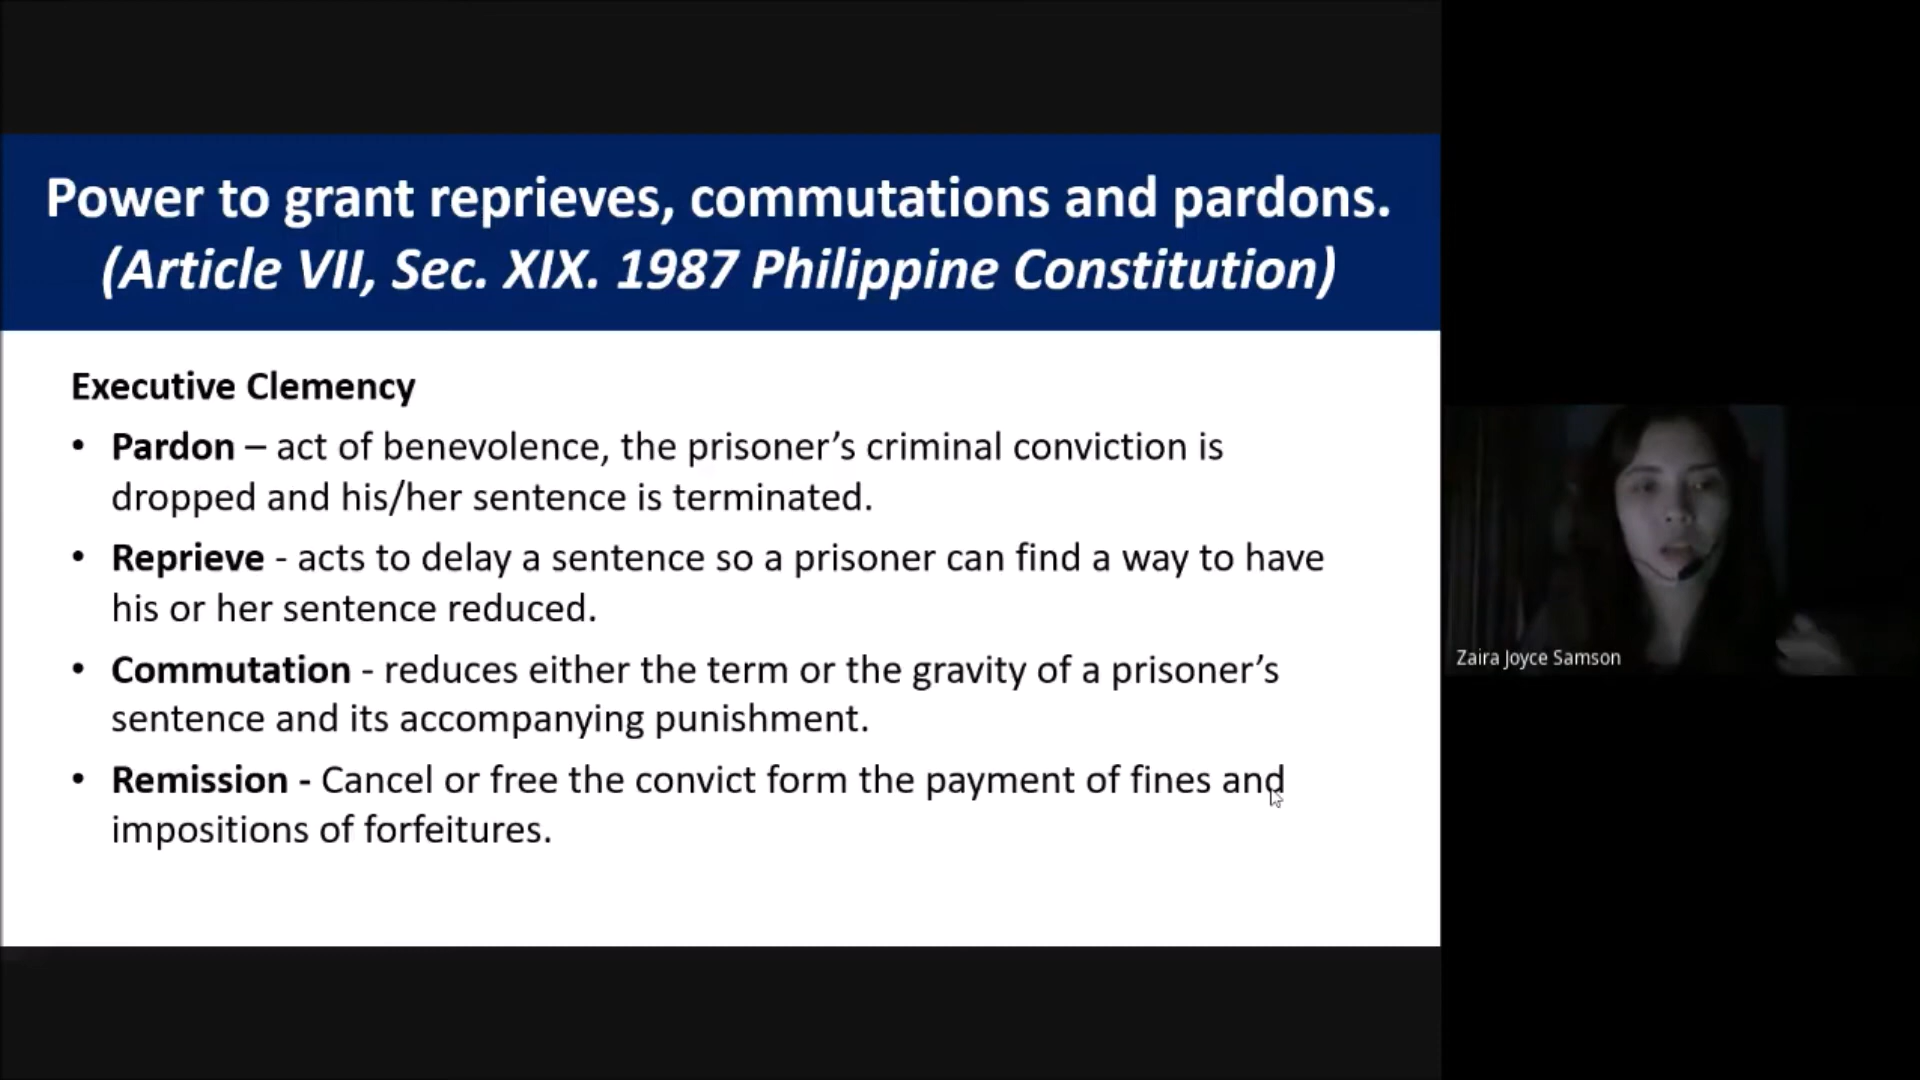 Power to grant reprieves, commutations and pardons.
(Article VII, Sec. XIX. 1987 Philippine Constitution)
Executive Clemency
• Pardon – act of benevolence, the prisoner’s criminal conviction is
dropped and his/her sentence is terminated.
• Reprieve - acts to delay a sentence so a prisoner can find a way to have
his or her sentence reduced.
• Commutation - reduces either the term or the gravity of a prisoner’s
sentence and its accompanying punishment.
• Remission - Cancel or free the convict form the payment of fines and
impositions of forfeitures.
Zaira Joyce Samson